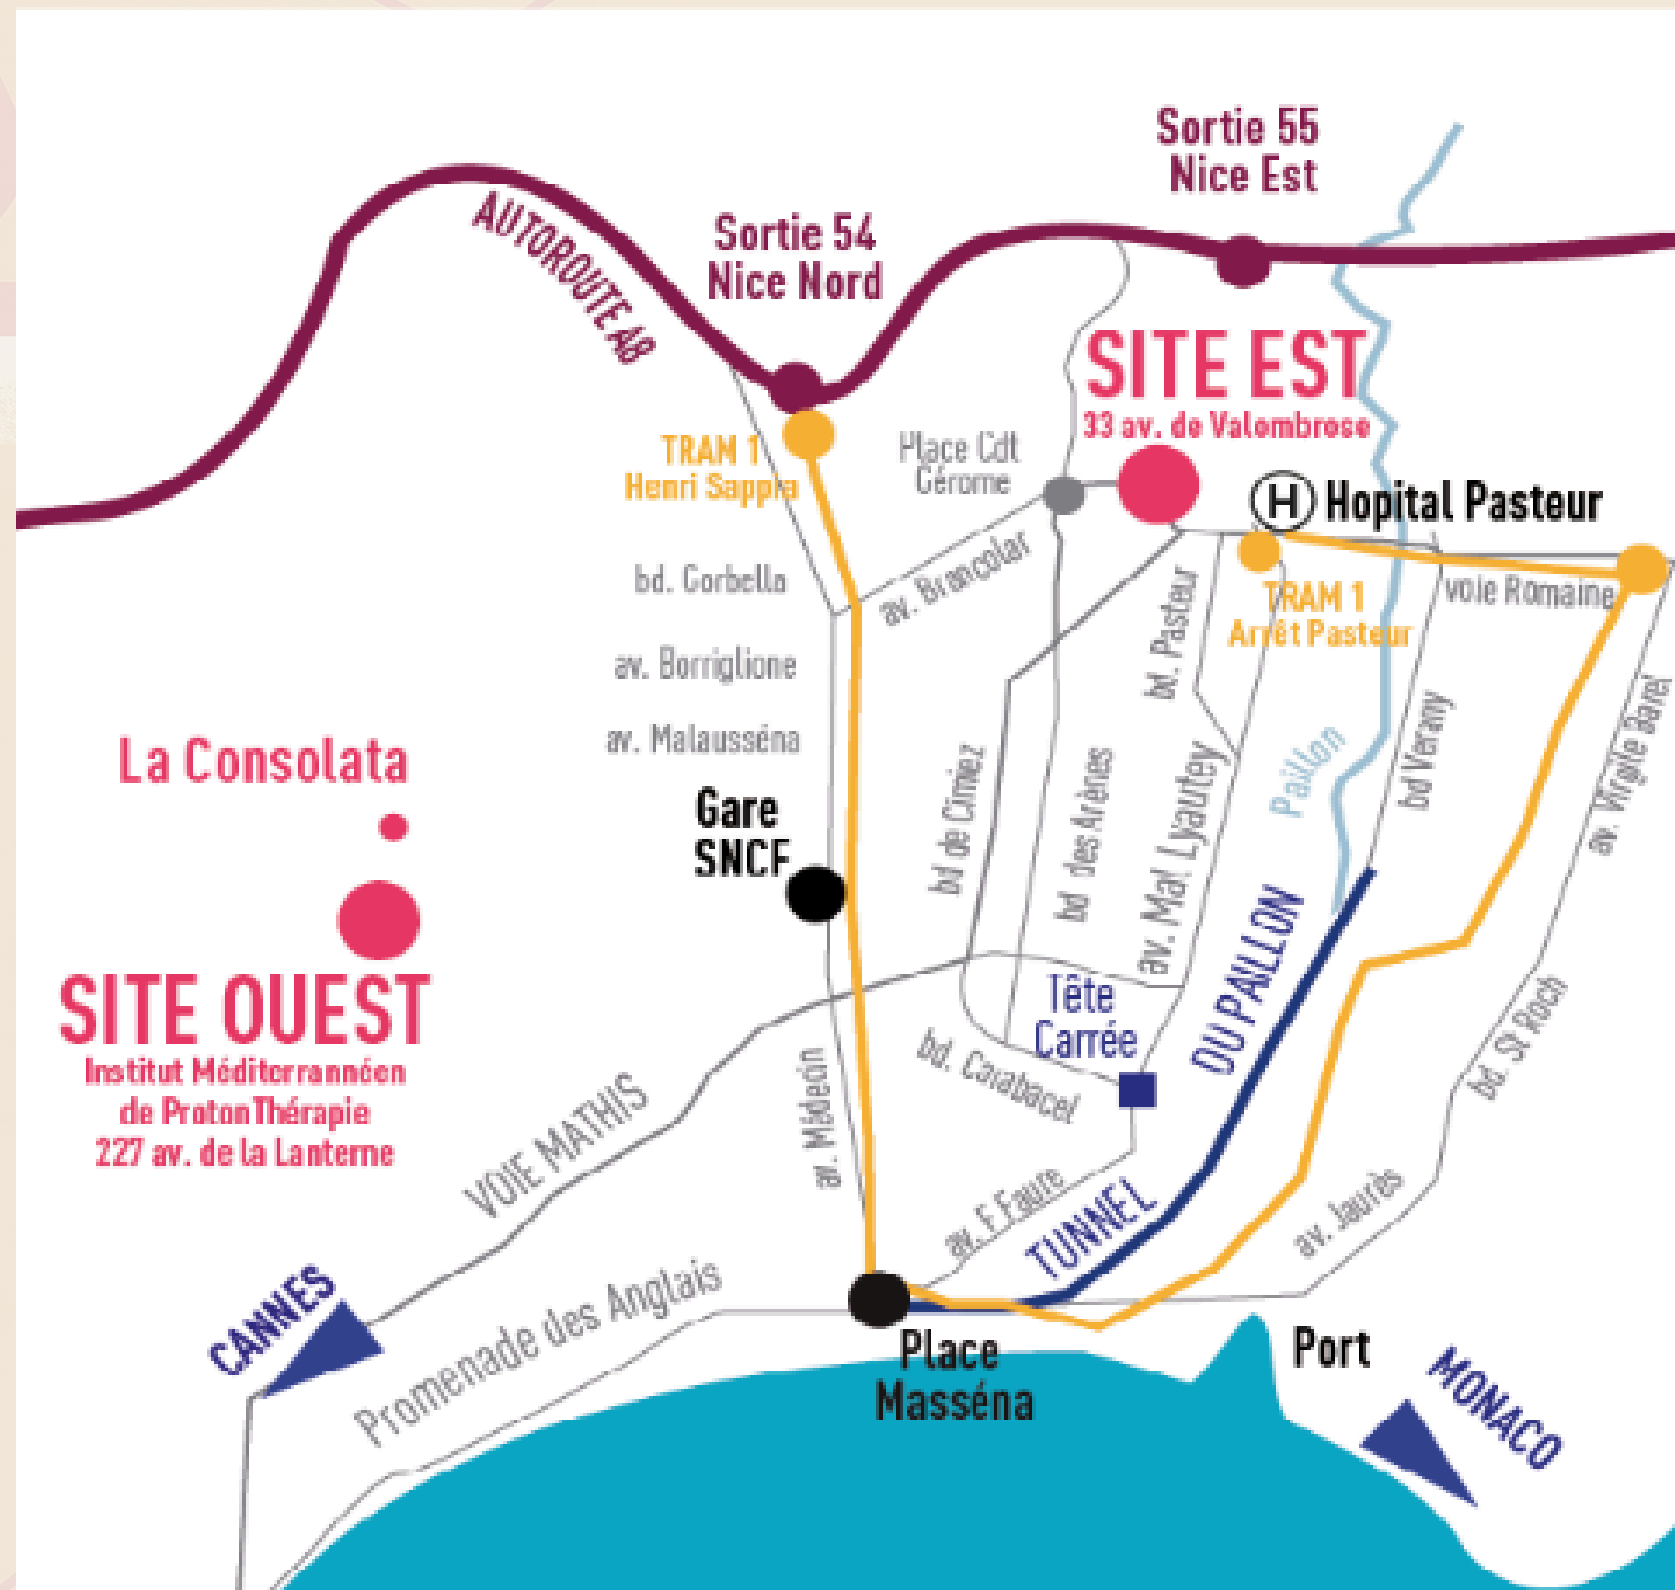 Sortie 55
Nice Est
AUTOROUTE A8
Sortie 54
Nice Nord
SITE EST
33 av. de Valombrose
TRAM 1
Henri Sappia
Place Cdt
Gérome
H Hopital Pasteur
bd. Gorbella
av. Brancolar
bd. Pasteur
TRAM 1
Arrêt Pasteur
voie Romaine
av. Borriglione
av. Malausséna
La Consolata
Gare
SNCF
bd de Cimiez
bd des Arènes
av. Mal Lyautey
Paillon
bd Verany
av. Virgile Barel
SITE OUEST
Institut Méditerrannéen
de ProtonThérapie
227 av. de la Lanterne
Tête
Carrée
bd. Carabacel
TUNNEL DU PAILLON
bd. St Roch
VOIE MATHIS
av. Médecin
av. F. Faure
av. Jaurès
CANNES
Promenade des Anglais
Place
Masséna
Port
MONACO